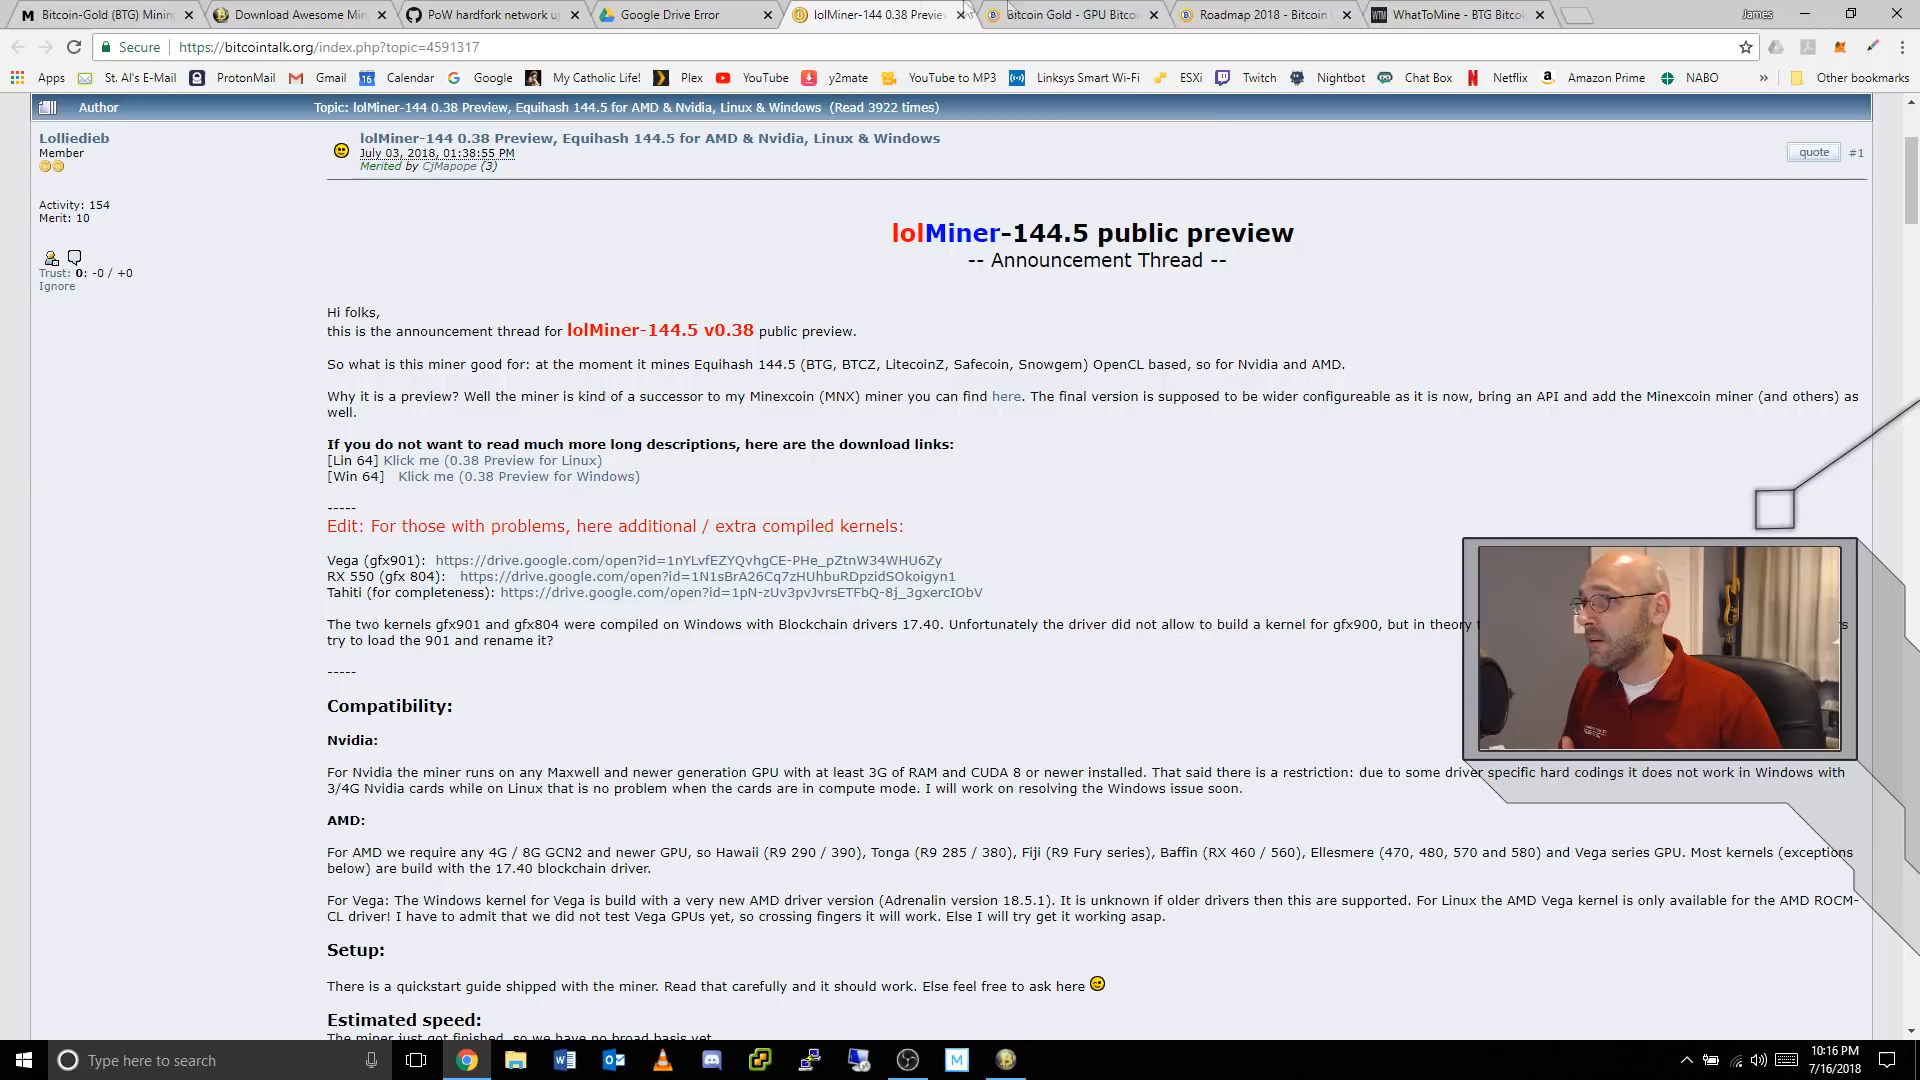 Bitcoin-Gold (BTG) Mining
Download Awesome Min
PoW hardfork network u
Google Drive Error
lolMiner-144 0.38 Previe
Bitcoin Gold - GPU Bitco
Roadmap 2018 - Bitcoin
WhatToMine - BTG Bitco
James
Secure
https://bitcointalk.org/index.php?topic=4591317
Apps
St. Al's E-Mail
ProtonMail
Gmail
Calendar
Google
My Catholic Life!
Plex
YouTube
y2mate
YouTube to MP3
Linksys Smart Wi-Fi
ESXi
Twitch
Nightbot
Chat Box
Netflix
Amazon Prime
NABO
»
Other bookmarks
Author
Topic: lolMiner-144 0.38 Preview, Equihash 144.5 for AMD & Nvidia, Linux & Windows (Read 3922 times)
Lolliedieb
Member
Activity: 154
Merit: 10
Trust: 0: -0 / +0
Ignore
lolMiner-144 0.38 Preview, Equihash 144.5 for AMD & Nvidia, Linux & Windows
July 03, 2018, 01:38:55 PM
Merited by CjMapope (3)
quote #1
lolMiner-144.5 public preview
-- Announcement Thread --
Hi folks,
this is the announcement thread for lolMiner-144.5 v0.38 public preview.
So what is this miner good for: at the moment it mines Equihash 144.5 (BTG, BTCZ, LitecoinZ, Safecoin, Snowgem) OpenCL based, so for Nvidia and AMD.
Why it is a preview? Well the miner is kind of a successor to my Minexcoin (MNX) miner you can find here. The final version is supposed to be wider configureable as it is now, bring an API and add the Minexcoin miner (and others) as
well.
If you do not want to read much more long descriptions, here are the download links:
[Lin 64] Klick me (0.38 Preview for Linux)
[Win 64] Klick me (0.38 Preview for Windows)
-----
Edit: For those with problems, here additional / extra compiled kernels:
Vega (gfx901): https://drive.google.com/open?id=1nYLvfEZYQvhgCE-PHe_pZtnW34WHU6Zy
RX 550 (gfx 804): https://drive.google.com/open?id=1N1sBrA26Cq7zHUhbuRDpzidSOkoigyn1
Tahiti (for completeness): https://drive.google.com/open?id=1pN-zUv3pvJvrsETFbQ-8j_3gxercIObV
The two kernels gfx901 and gfx804 were compiled on Windows with Blockchain drivers 17.40. Unfortunately the driver did not allow to build a kernel for gfx900, but in theory
try to load the 901 and rename it?
-----
Compatibility:
Nvidia:
For Nvidia the miner runs on any Maxwell and newer generation GPU with at least 3G of RAM and CUDA 8 or newer installed. That said there is a restriction: due to some driver specific hard codings it does not work in Windows with
3/4G Nvidia cards while on Linux that is no problem when the cards are in compute mode. I will work on resolving the Windows issue soon.
AMD:
For AMD we require any 4G / 8G GCN2 and newer GPU, so Hawaii (R9 290 / 390), Tonga (R9 285 / 380), Fiji (R9 Fury series), Baffin (RX 460 / 560), Ellesmere (470, 480, 570 and 580) and Vega series GPU. Most kernels (exceptions
below) are build with the 17.40 blockchain driver.
For Vega: The Windows kernel for Vega is build with a very new AMD driver version (Adrenalin version 18.5.1). It is unknown if older drivers then this are supported. For Linux the AMD Vega kernel is only available for the AMD ROCM-
CL driver! I have to admit that we did not test Vega GPUs yet, so crossing fingers it will work. Else I will try get it working asap.
Setup:
There is a quickstart guide shipped with the miner. Read that carefully and it should work. Else feel free to ask here
Estimated speed:
The miner just got finished, so we have no broad basis yet
Type here to search
10:16 PM
7/16/2018